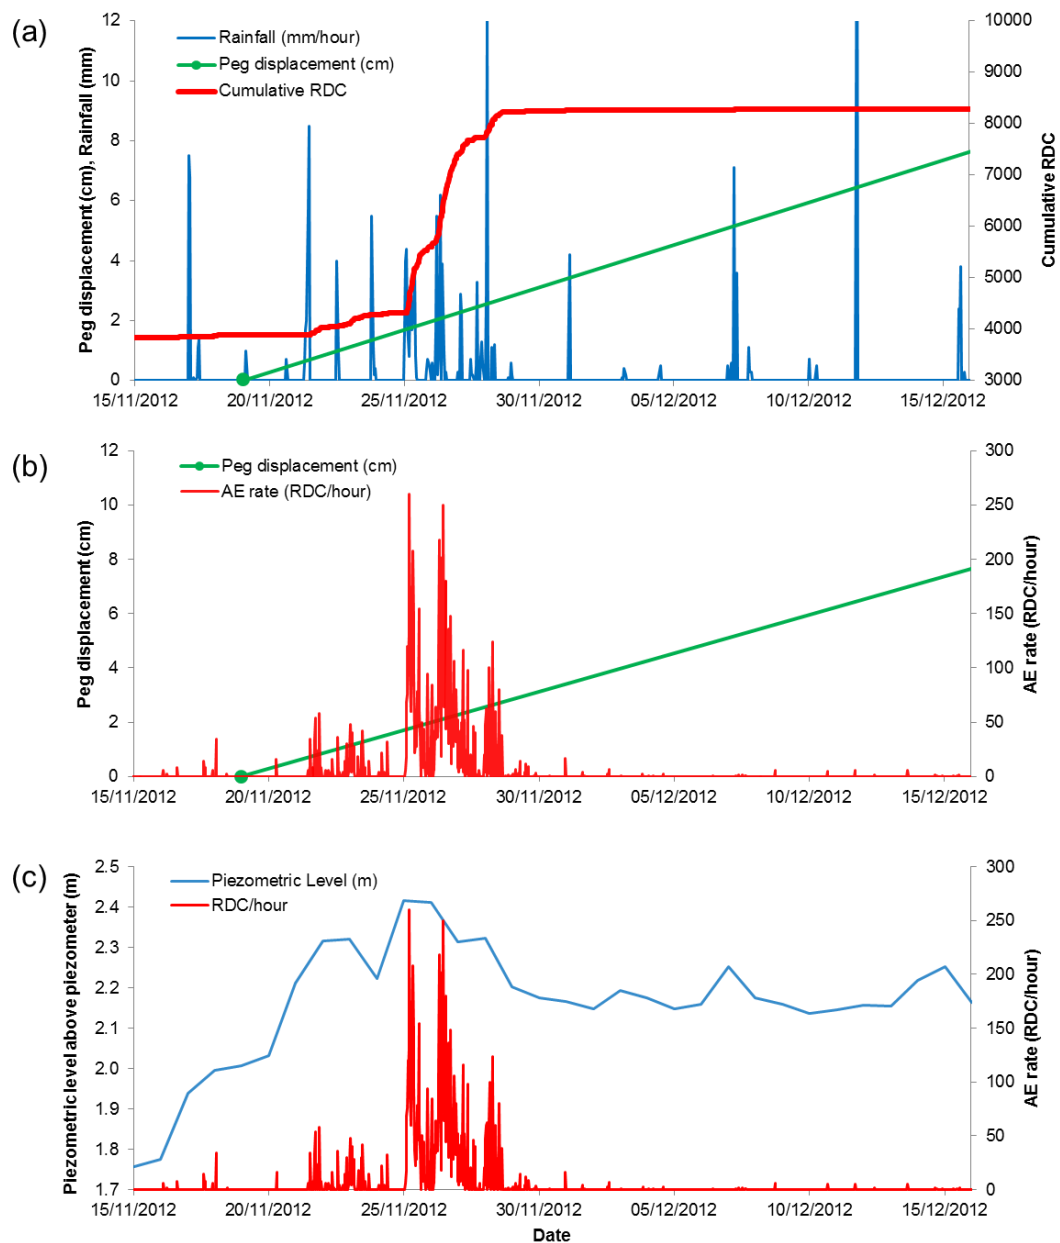 (a)
Rainfall (mm/hour)
Peg displacement (cm)
Cumulative RDC
Peg displacement (cm), Rainfall (mm)
12
10
8
6
4
2
0
10000
9000
8000
7000
6000
5000
4000
3000
Cumulative RDC
15/11/2012 20/11/2012 25/11/2012 30/11/2012 05/12/2012 10/12/2012 15/12/2012
(b)
Peg displacement (cm)
AE rate (RDC/hour)
Peg displacement (cm)
12
10
8
6
4
2
0
300
250
200
150
100
50
0
AE rate (RDC/hour)
15/11/2012 20/11/2012 25/11/2012 30/11/2012 05/12/2012 10/12/2012 15/12/2012
(c)
Piezometric Level (m)
RDC/hour
Piezometric level above piezometer (m)
2.5
2.4
2.3
2.2
2.1
2.0
1.9
1.8
1.7
300
250
200
150
100
50
0
AE rate (RDC/hour)
15/11/2012 20/11/2012 25/11/2012 30/11/2012 05/12/2012 10/12/2012 15/12/2012
Date